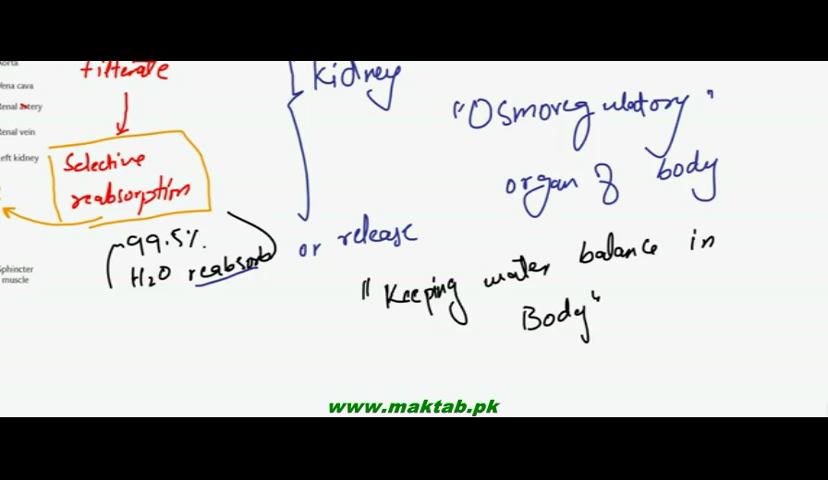 Aorta
Vena cava
Renal artery
Renal vein
Left kidney
Sphincter
muscle
filterate
Selective
reabsorption
~99.5%.
H2O reabsorb
kidney
or release
"Osmoregulatory"
organ of body
"Keeping water balance in
Body"
www.maktab.pk